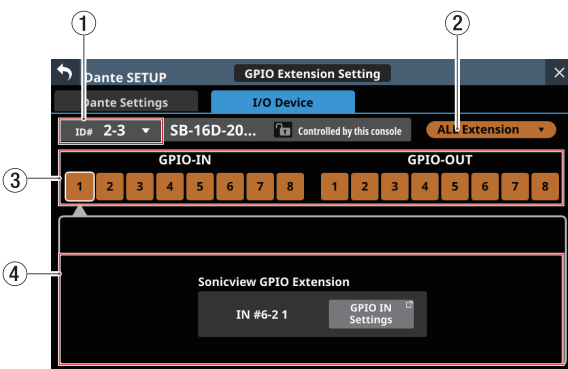 ① ②
Dante SETUP GPIO Extension Setting ×
Dante Settings I/O Device
ID# 2-3 ▼ SB-16D-20... Controlled by this console ALL Extension ▼
③
GPIO-IN GPIO-OUT
1 2 3 4 5 6 7 8 1 2 3 4 5 6 7 8
④
Sonicview GPIO Extension
IN #6-2 1 GPIO IN
Settings